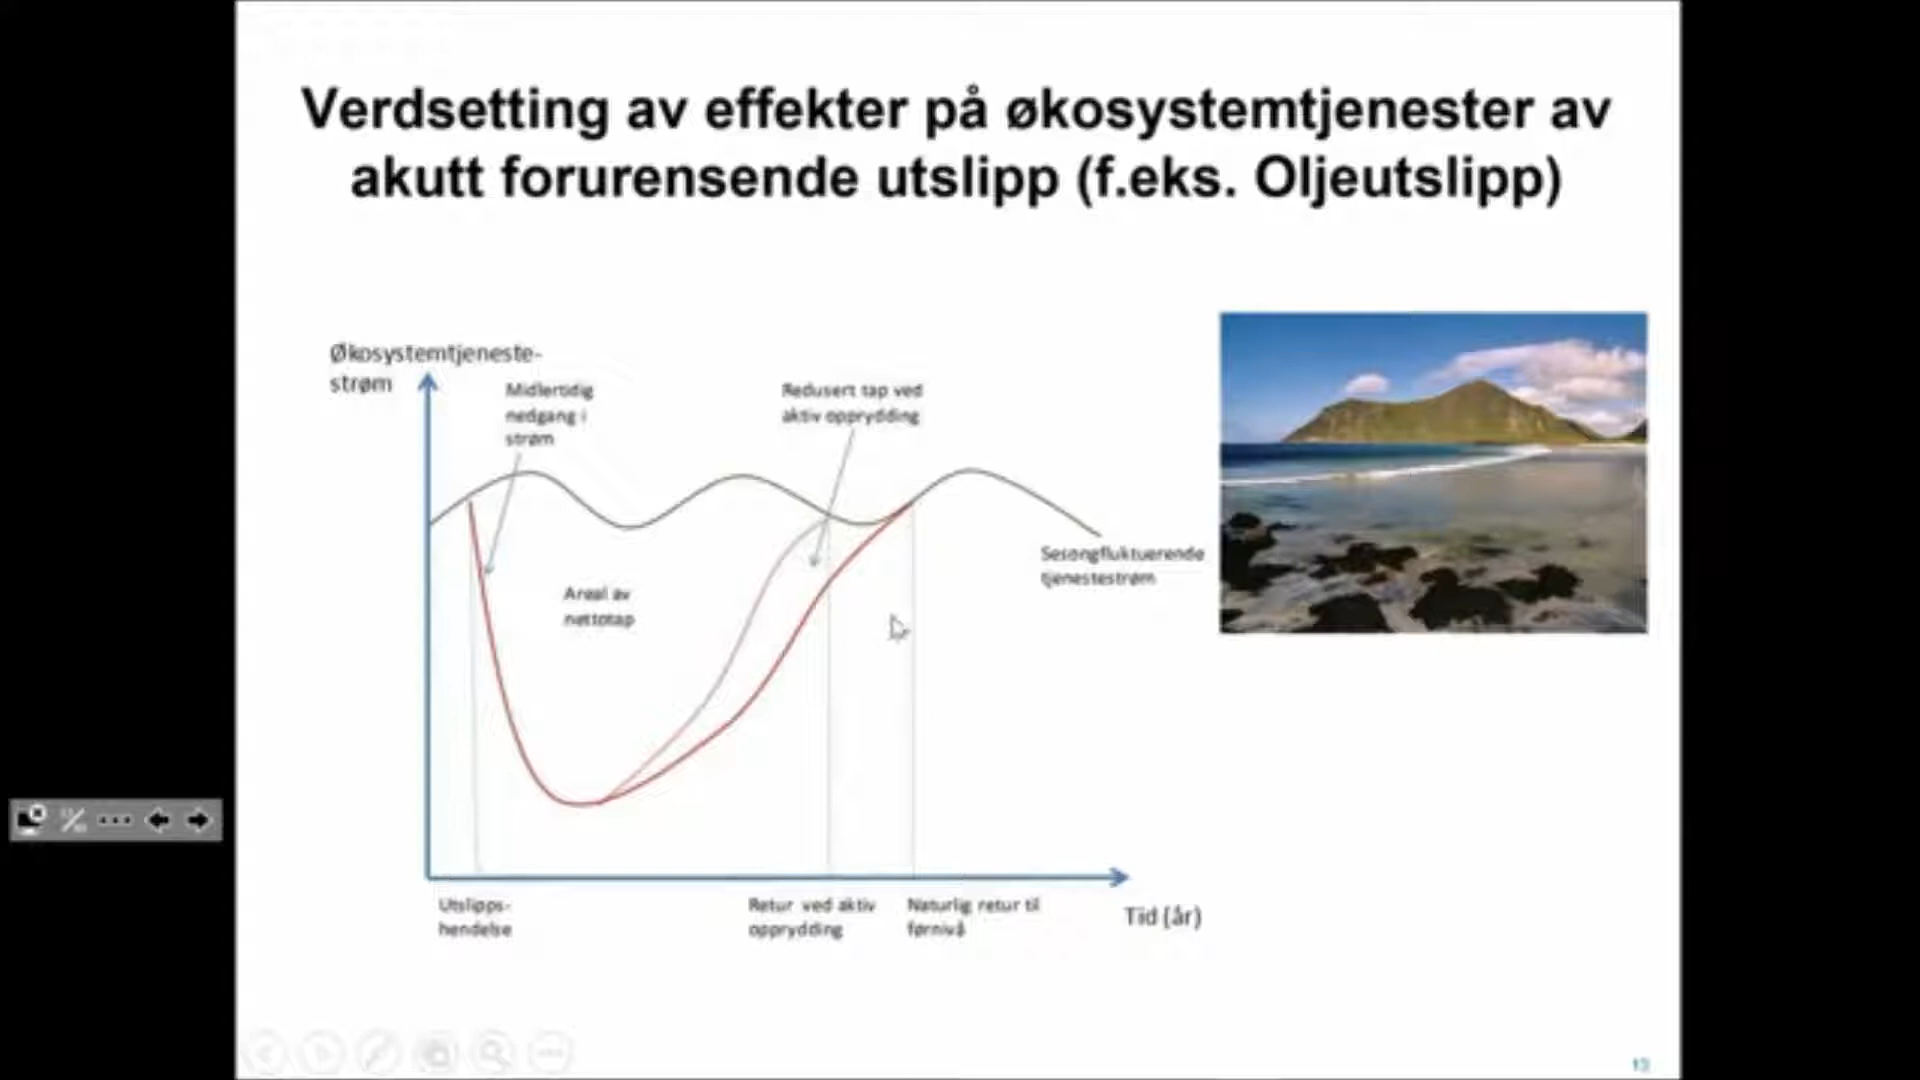 Verdsetting av effekter på økosystemtjenester av
akutt forurensende utslipp (f.eks. Oljeutslipp)
Økosystemtjeneste-
strøm
Midlertidig
nedgang i
strøm
Redusert tap ved
aktiv opprydding
Areal av
nettotap
Sesongfluktuerende
tjenestestrøm
Utslipps-
hendelse
Retur ved aktiv
opprydding
Naturlig retur til
førnivå
Tid (år)
13